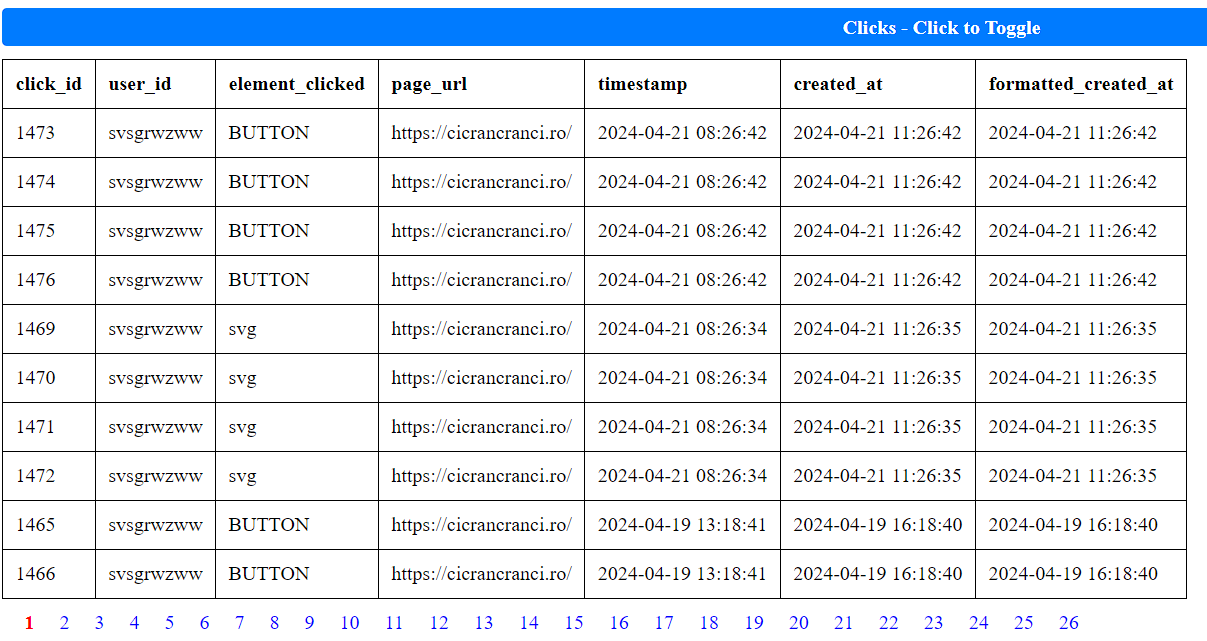 Clicks - Click to Toggle
click_id user_id element_clicked page_url timestamp created_at formatted_created_at
1473 svsgrwzww BUTTON https://cicrancranci.ro/ 2024-04-21 08:26:42 2024-04-21 11:26:42 2024-04-21 11:26:42
1474 svsgrwzww BUTTON https://cicrancranci.ro/ 2024-04-21 08:26:42 2024-04-21 11:26:42 2024-04-21 11:26:42
1475 svsgrwzww BUTTON https://cicrancranci.ro/ 2024-04-21 08:26:42 2024-04-21 11:26:42 2024-04-21 11:26:42
1476 svsgrwzww BUTTON https://cicrancranci.ro/ 2024-04-21 08:26:42 2024-04-21 11:26:42 2024-04-21 11:26:42
1469 svsgrwzww svg https://cicrancranci.ro/ 2024-04-21 08:26:34 2024-04-21 11:26:35 2024-04-21 11:26:35
1470 svsgrwzww svg https://cicrancranci.ro/ 2024-04-21 08:26:34 2024-04-21 11:26:35 2024-04-21 11:26:35
1471 svsgrwzww svg https://cicrancranci.ro/ 2024-04-21 08:26:34 2024-04-21 11:26:35 2024-04-21 11:26:35
1472 svsgrwzww svg https://cicrancranci.ro/ 2024-04-21 08:26:34 2024-04-21 11:26:35 2024-04-21 11:26:35
1465 svsgrwzww BUTTON https://cicrancranci.ro/ 2024-04-19 13:18:41 2024-04-19 16:18:40 2024-04-19 16:18:40
1466 svsgrwzww BUTTON https://cicrancranci.ro/ 2024-04-19 13:18:41 2024-04-19 16:18:40 2024-04-19 16:18:40
1 2 3 4 5 6 7 8 9 10 11 12 13 14 15 16 17 18 19 20 21 22 23 24 25 26